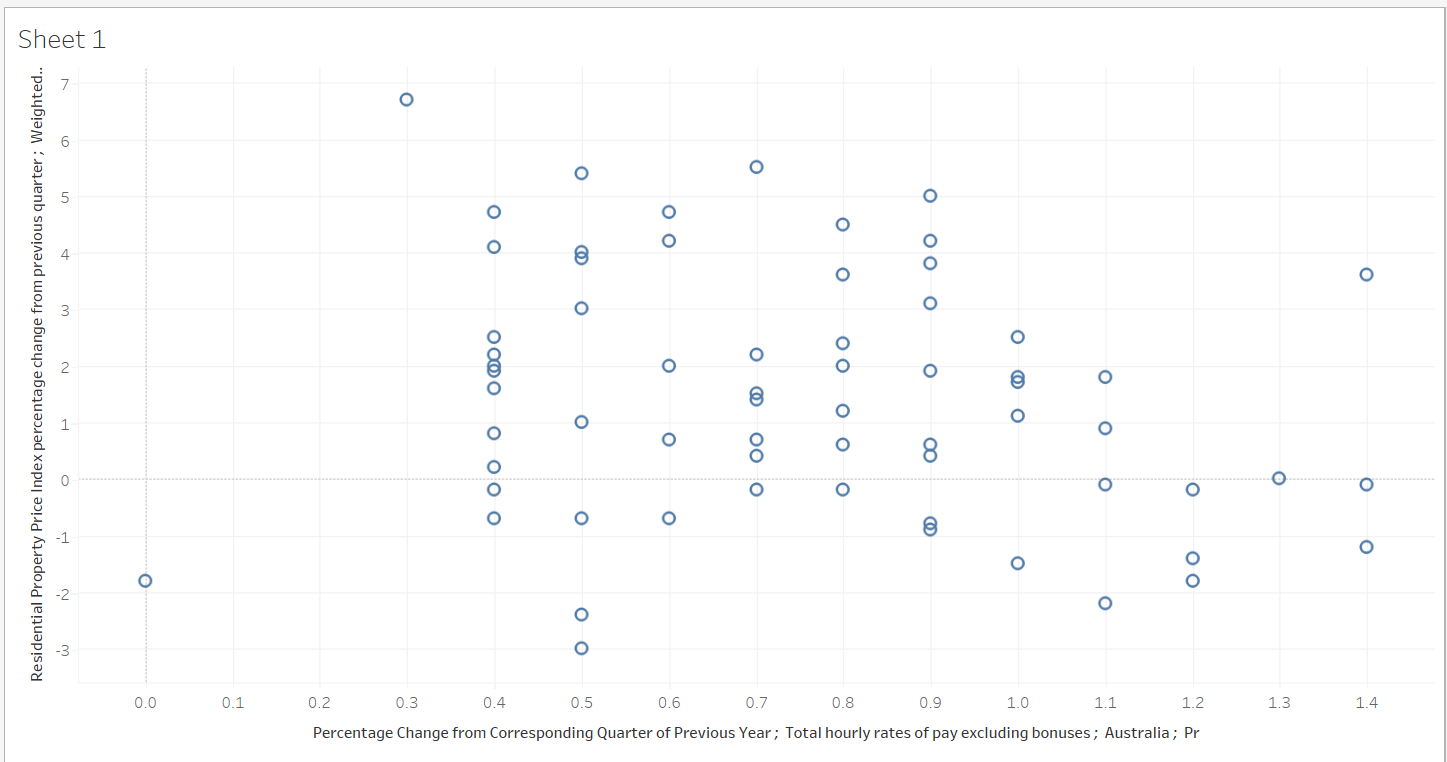 Sheet 1
Residential Property Price Index percentage change from previous quarter ;  Weighted..
7
6
5
4
3
2
1
0
-1
-2
-3
0.0 0.1 0.2 0.3 0.4 0.5 0.6 0.7 0.8 0.9 1.0 1.1 1.2 1.3 1.4
Percentage Change from Corresponding Quarter of Previous Year ;  Total hourly rates of pay excluding bonuses ;  Australia ;  Pr